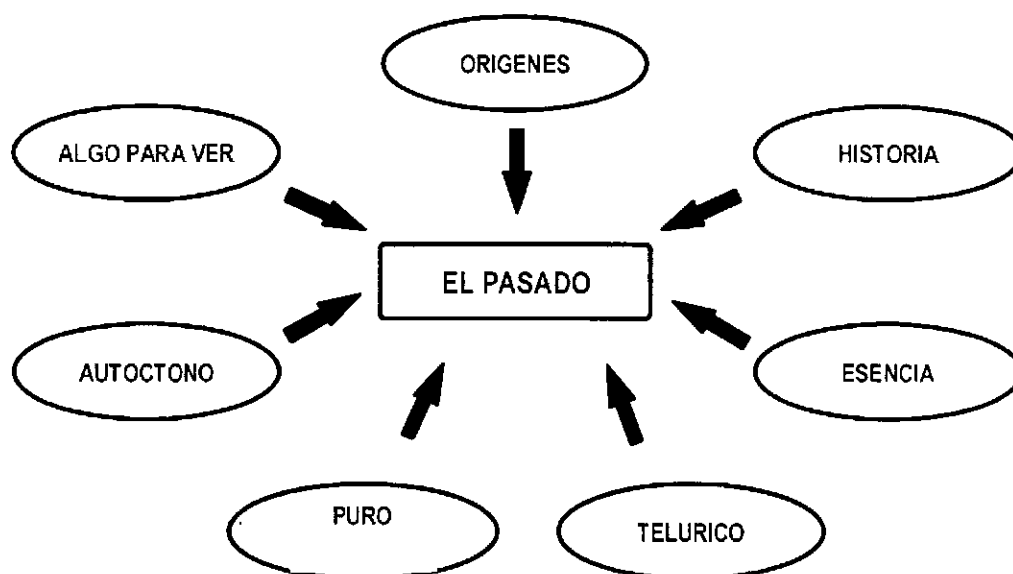 ORIGENES
ALGO PARA VER
HISTORIA
EL PASADO
AUTOCTONO
ESENCIA
PURO
TELURICO